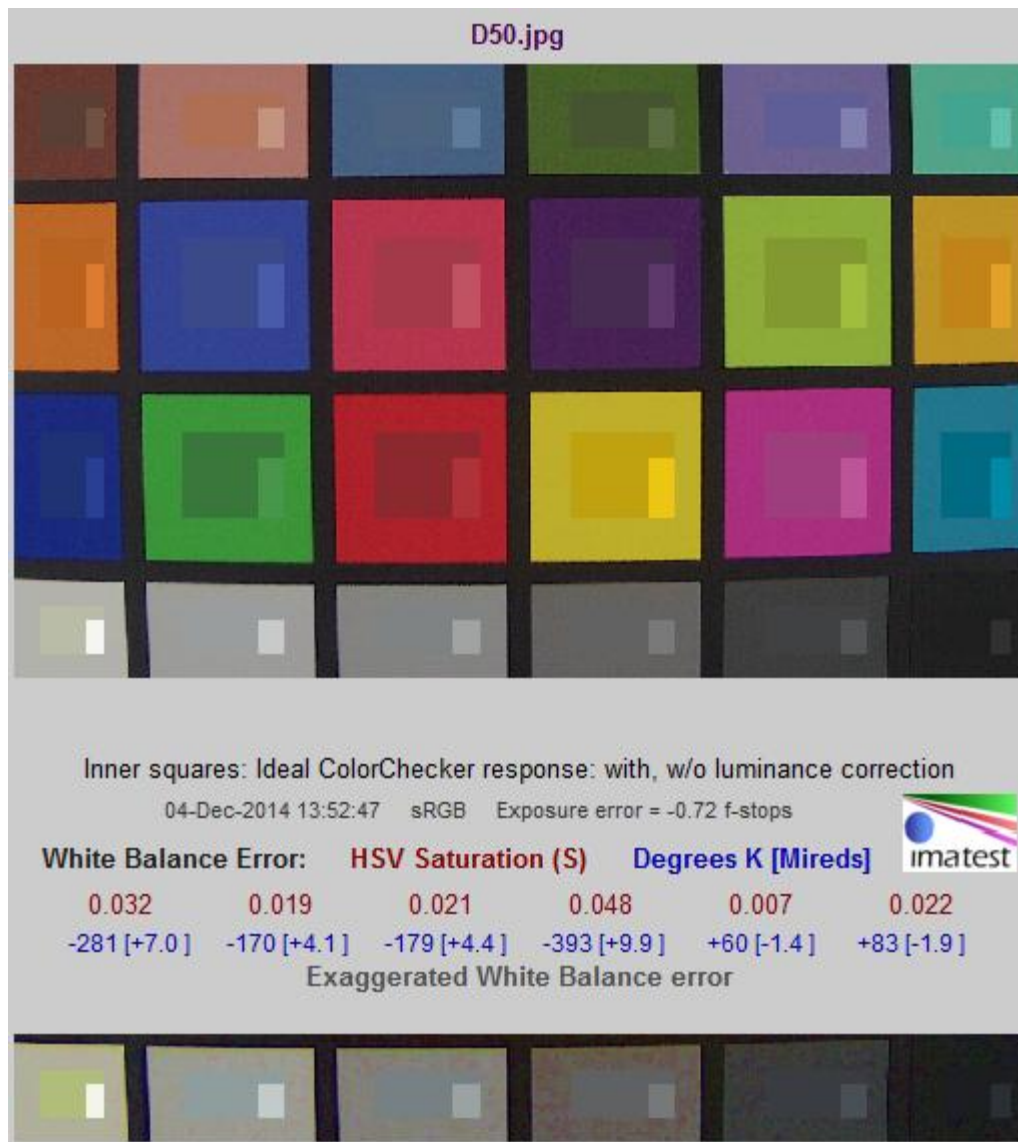 D50.jpg
Inner squares: Ideal ColorChecker response: with, w/o luminance correction
04-Dec-2014 13:52:47 sRGB Exposure error = -0.72 f-stops
imatest
White Balance Error: HSV Saturation (S) Degrees K [Mireds]
0.032 0.019 0.021 0.048 0.007 0.022
-281 [+7.0 ] -170 [+4.1 ] -179 [+4.4 ] -393 [+9.9 ] +60 [-1.4 ] +83 [-1.9 ]
Exaggerated White Balance error